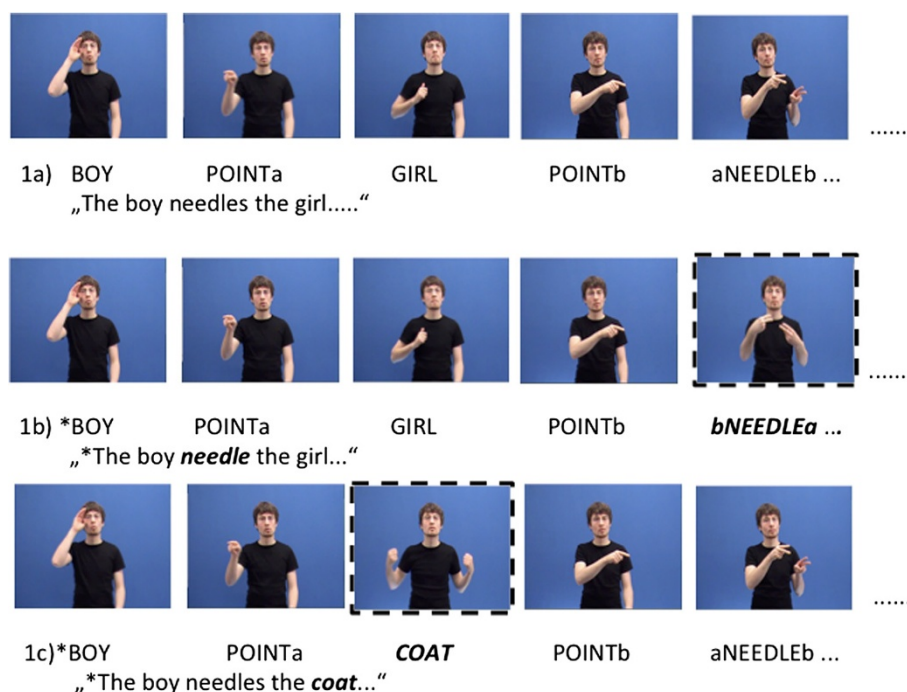 ......
1a) BOY POINTa GIRL POINTb aNEEDLEb ...
„The boy needles the girl.....“
......
1b) *BOY POINTa GIRL POINTb bNEEDLEa ...
„*The boy needle the girl...“
......
1c)*BOY POINTa COAT POINTb aNEEDLEb ...
„*The boy needles the coat...“